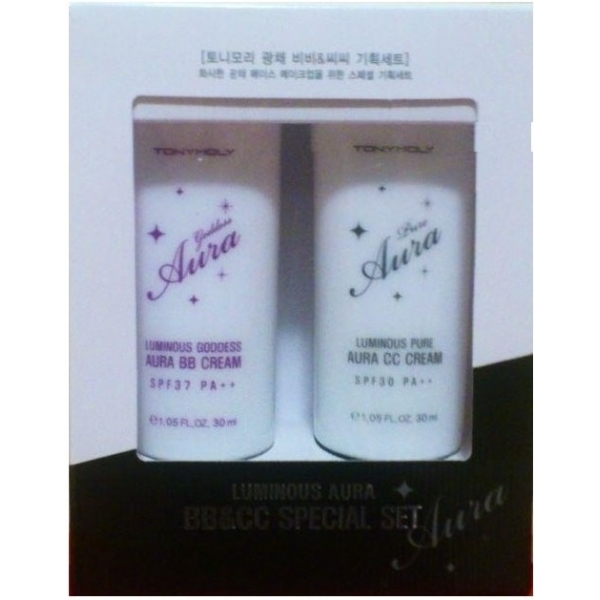 [토니모리 광채 비비&씨씨 기획세트]
화사한 광채 페이스 메이크업을 위한 스페셜 기획세트
TONYMOLY
Goddess
Aura
LUMINOUS GODDESS
AURA BB CREAM
SPF37 PA++
℮1.05 FL.OZ. 30㎖
TONYMOLY
Pure
Aura
LUMINOUS PURE
AURA CC CREAM
SPF30 PA++
℮1.05 FL.OZ. 30㎖
LUMINOUS AURA
BB&CC SPECIAL SET
Aura